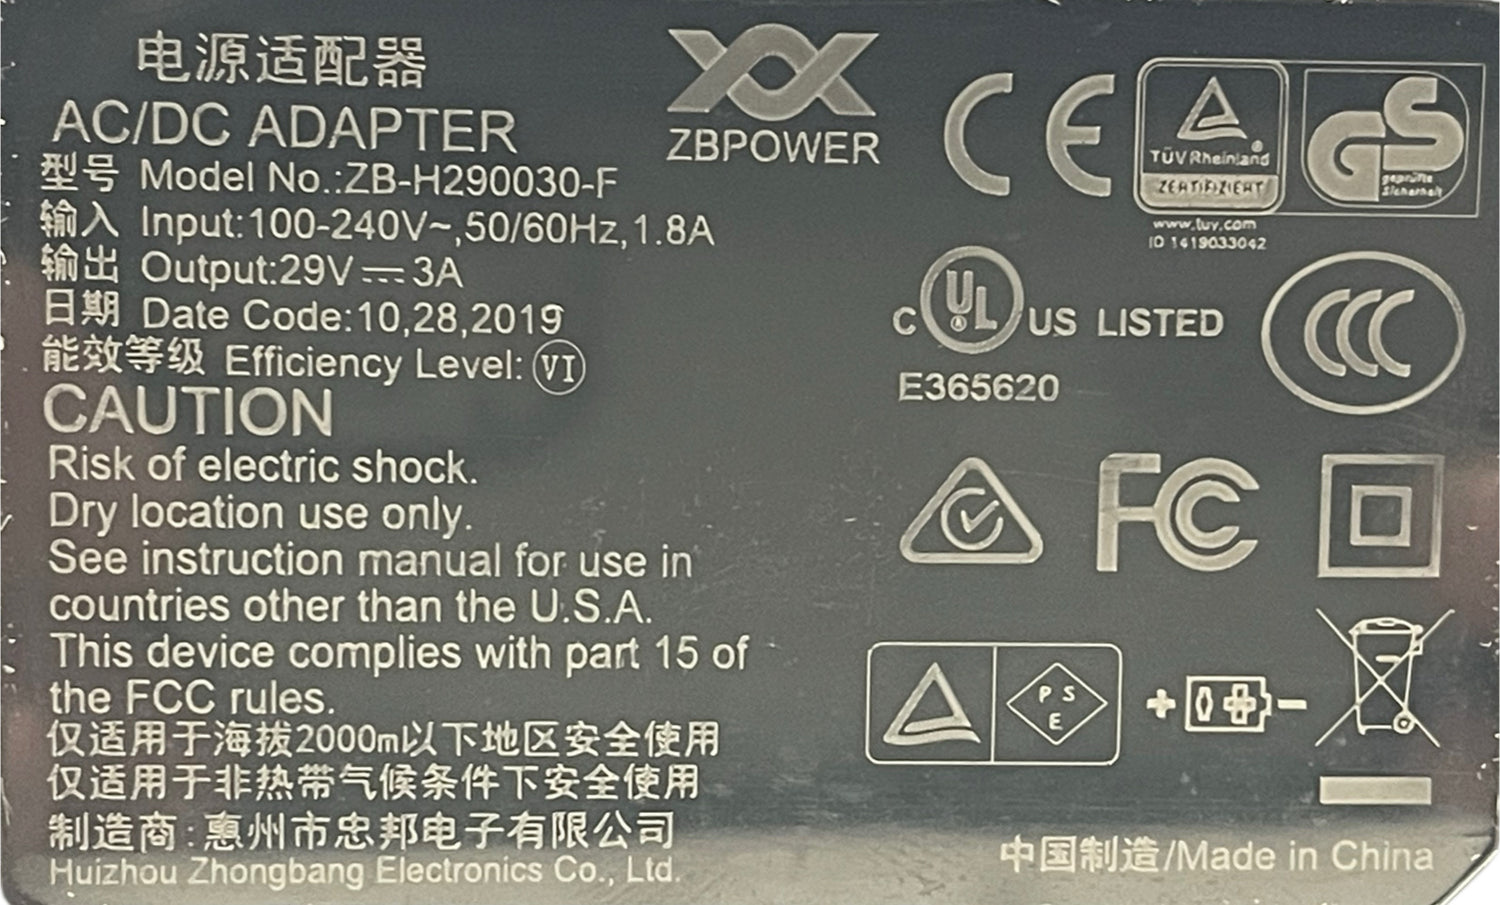 电源适配器
AC/DC ADAPTER
型号 Model No.:ZB-H290030-F
输入 Input:100-240V~,50/60Hz,1.8A
输出 Output:29V⎓3A
日期 Date Code:10,28,2019
能效等级 Efficiency Level:VI
CAUTION
Risk of electric shock.
Dry location use only.
See instruction manual for use in
countries other than the U.S.A.
This device complies with part 15 of
the FCC rules.
仅适用于海拔2000m以下地区安全使用
仅适用于非热带气候条件下安全使用
制造商:惠州市忠邦电子有限公司
Huizhou Zhongbang Electronics Co., Ltd.
ZBPOWER
CE
TÜVRheinland®
ZERTIFIZIERT
www.tuv.com
ID 1419033042
GS
geprüfte
Sicherheit
C UL® US LISTED
E365620
CCC
FC
PS
E
+ -
中国制造/Made in China